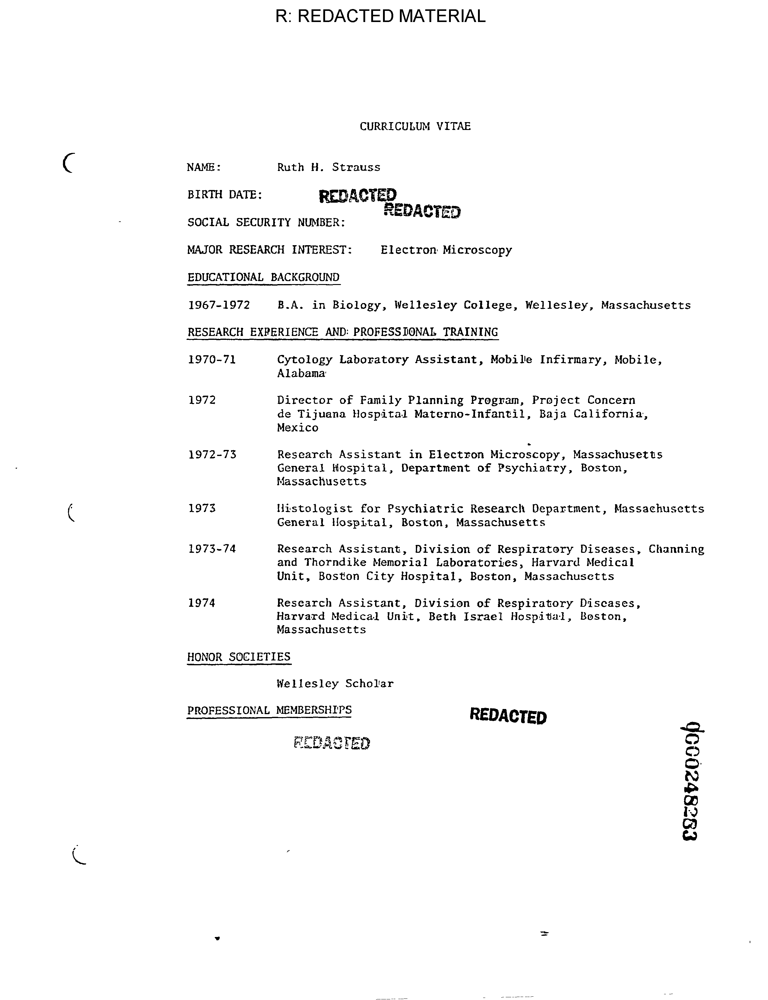 R: REDACTED MATERIAL
CURRICULUM VITAE
NAME: Ruth H. Strauss
BIRTH DATE: REDACTED
REDACTED
SOCIAL SECURITY NUMBER:
MAJOR RESEARCH INTEREST: Electron Microscopy
EDUCATIONAL BACKGROUND
1967-1972 B.A. in Biology, Wellesley College, Wellesley, Massachusetts
RESEARCH EXPERIENCE AND PROFESSIONAL TRAINING
1970-71 Cytology Laboratory Assistant, Mobile Infirmary, Mobile,
Alabama
1972 Director of Family Planning Program, Project Concern
de Tijuana Hospital Materno-Infantil, Baja California,
Mexico
1972-73 Research Assistant in Electron Microscopy, Massachusetts
General Hospital, Department of Psychiatry, Boston,
Massachusetts
1973 Histologist for Psychiatric Research Department, Massachusetts
General Hospital, Boston, Massachusetts
1973-74 Research Assistant, Division of Respiratory Diseases, Channing
and Thorndike Memorial Laboratories, Harvard Medical
Unit, Boston City Hospital, Boston, Massachusetts
1974 Research Assistant, Division of Respiratory Diseases,
Harvard Medical Unit, Beth Israel Hospital, Boston,
Massachusetts
HONOR SOCIETIES
Wellesley Scholar
PROFESSIONAL MEMBERSHIPS
REDACTED
REDACTED